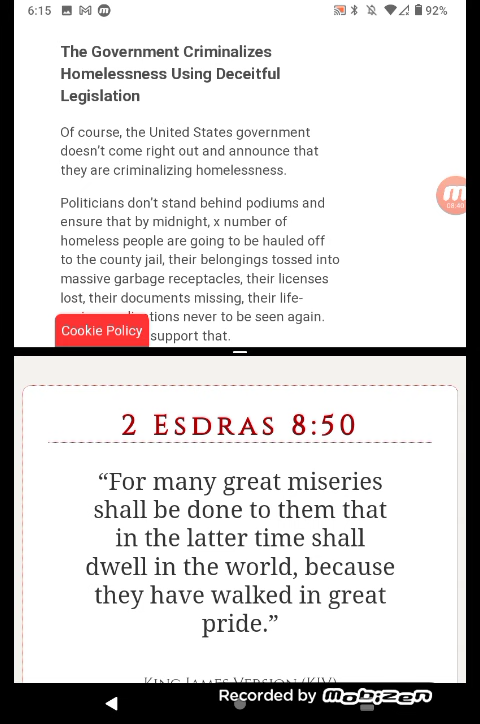 6:15
92%
The Government Criminalizes
Homelessness Using Deceitful
Legislation
Of course, the United States government
doesn't come right out and announce that
they are criminalizing homelessness.
Politicians don't stand behind podiums and
ensure that by midnight, x number of
homeless people are going to be hauled off
to the county jail, their belongings tossed into
massive garbage receptacles, their licenses
lost, their documents missing, their life-
tions never to be seen again.
Cookie Policy
support that.
2 Esdras 8:50
“For many great miseries
shall be done to them that
in the latter time shall
dwell in the world, because
they have walked in great
pride.”
King James Version (KJV)
Recorded by Mobizen